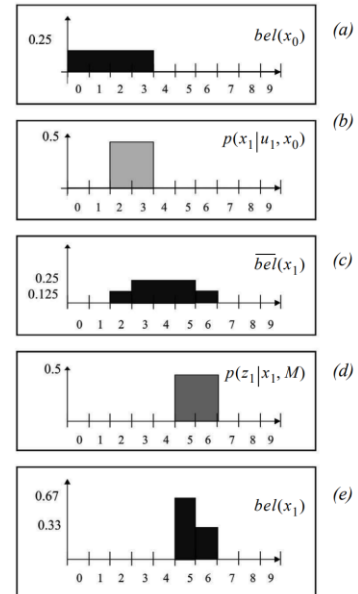 0.25
bel(x₀)
(a)
0 1 2 3 4 5 6 7 8 9
(b)
0.5
p(x₁|u₁, x₀)
0 1 2 3 4 5 6 7 8 9
\overline{bel}(x₁)
(c)
0.25
0.125
0 1 2 3 4 5 6 7 8 9
0.5
p(z₁|x₁, M)
(d)
0 1 2 3 4 5 6 7 8 9
0.67
bel(x₁)
(e)
0.33
0 1 2 3 4 5 6 7 8 9